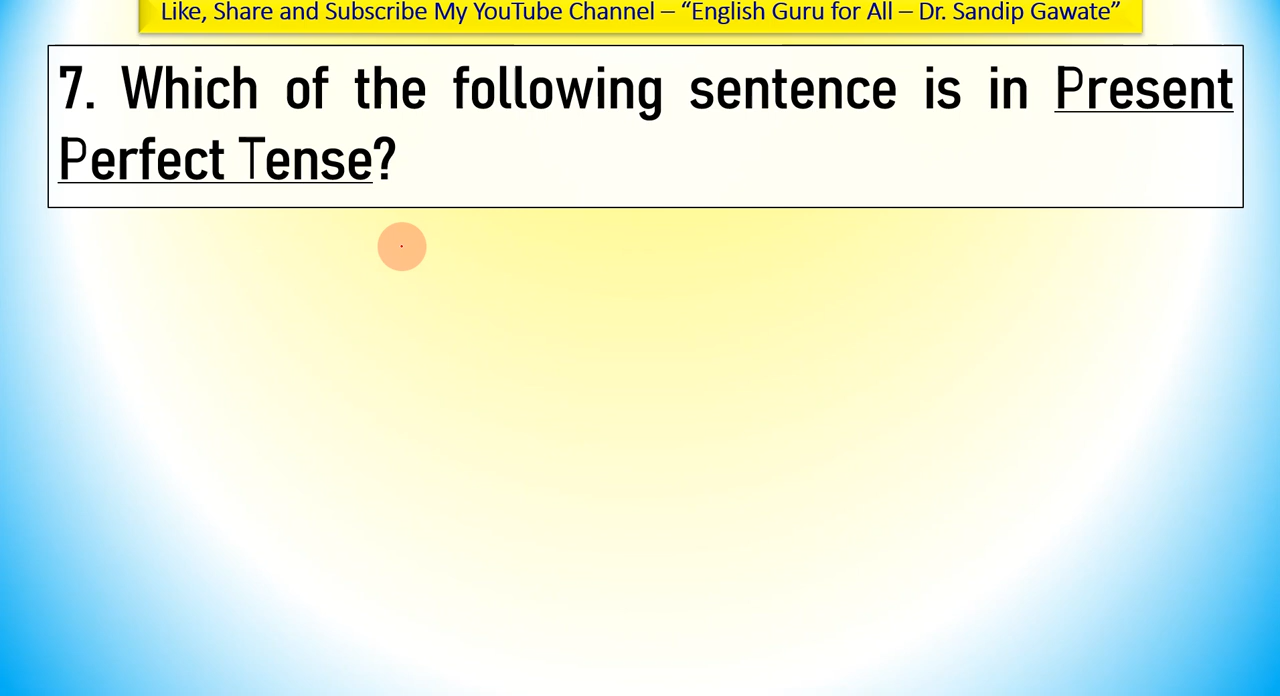 Like, Share and Subscribe My YouTube Channel – “English Guru for All – Dr. Sandip Gawate”
7. Which of the following sentence is in Present
Perfect Tense?